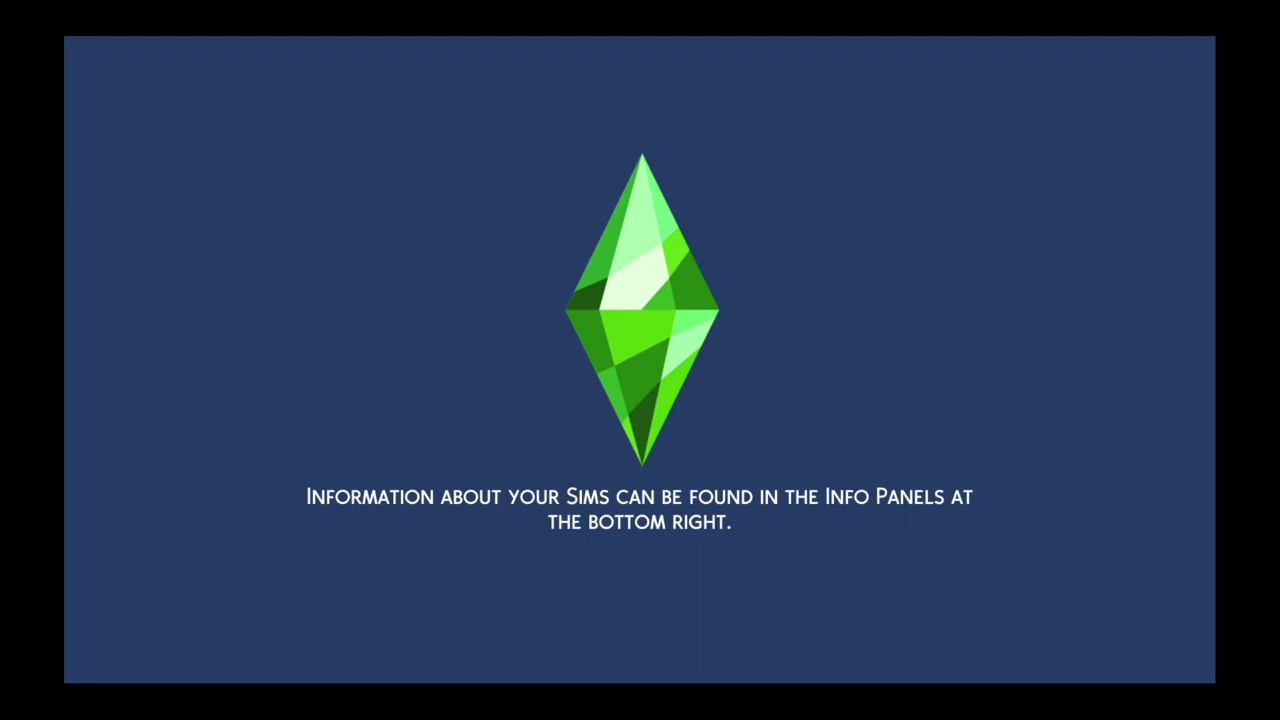 Information about your Sims can be found in the Info Panels at
the bottom right.